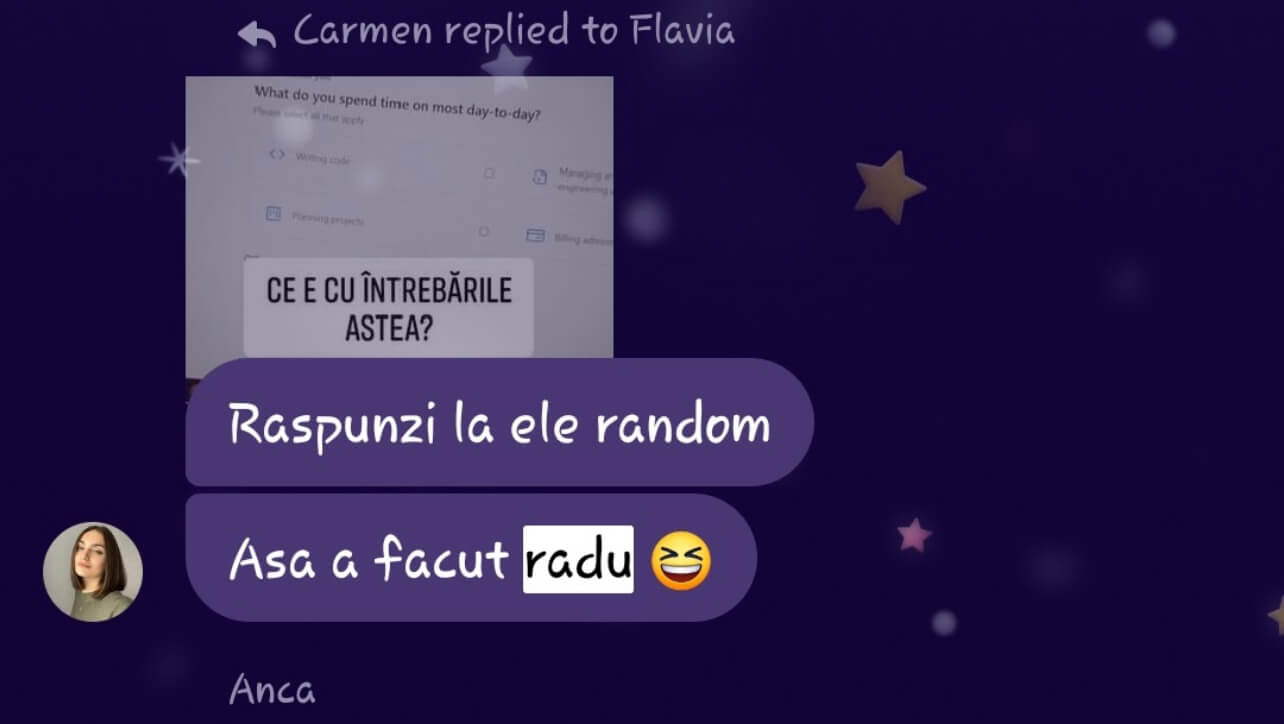 Carmen replied to Flavia
What do you spend time on most day-to-day?
Please select all that apply
Writing code
Managing
engineering
Planning projects
Billing
CE E CU ÎNTREBĂRILE
ASTEA?
Raspunzi la ele random
Asa a facut radu 😆
Anca